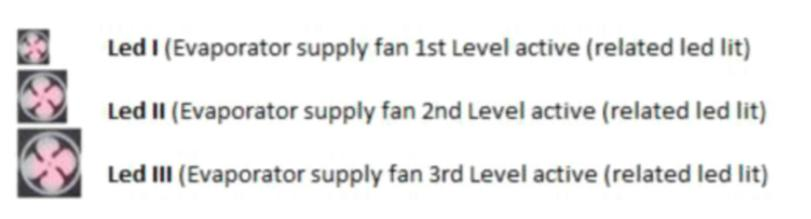 Led I (Evaporator supply fan 1st Level active (related led lit)
Led II (Evaporator supply fan 2nd Level active (related led lit)
Led III (Evaporator supply fan 3rd Level active (related led lit)